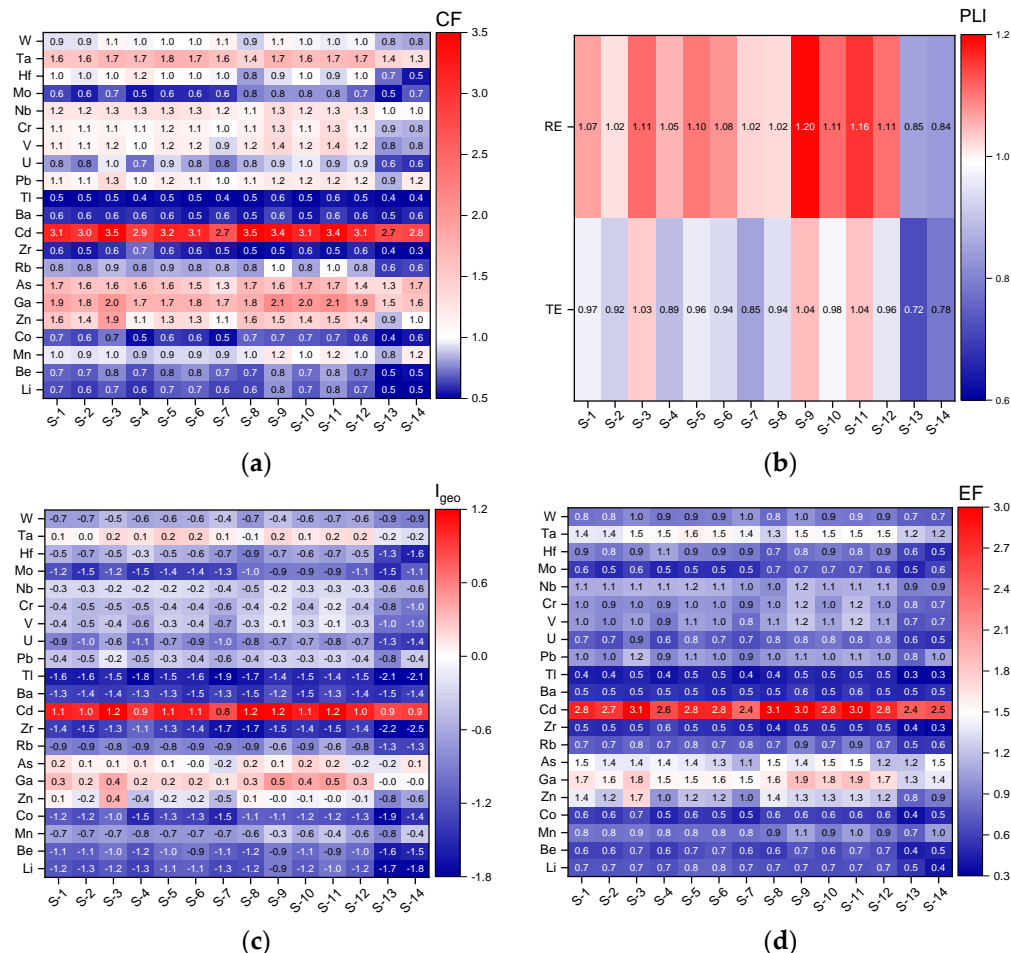 CF
W 0.9 0.9 1.1 1.0 1.0 1.0 1.1 0.9 1.1 1.0 1.0 1.0 0.8 0.8
Ta 1.6 1.6 1.7 1.7 1.8 1.7 1.6 1.4 1.7 1.6 1.7 1.7 1.4 1.3
Hf 1.0 1.0 1.0 1.2 1.0 1.0 1.0 0.8 0.9 1.0 0.9 1.0 0.7 0.5
Mo 0.6 0.6 0.7 0.5 0.6 0.6 0.6 0.8 0.8 0.8 0.8 0.7 0.5 0.7
Nb 1.2 1.2 1.3 1.3 1.3 1.3 1.2 1.1 1.3 1.2 1.3 1.3 1.0 1.0
Cr 1.1 1.1 1.1 1.0 1.2 1.1 1.0 1.1 1.3 1.1 1.3 1.1 0.9 0.8
V 1.1 1.1 1.2 1.0 1.2 1.1 0.9 1.2 1.4 1.2 1.4 1.2 0.8 0.8
U 0.8 0.8 1.0 0.7 0.9 0.8 0.8 0.8 0.9 1.0 0.9 0.9 0.6 0.6
Pb 1.1 1.1 1.3 1.0 1.2 1.1 1.0 1.1 1.2 1.2 1.2 1.1 0.9 1.2
Tl 0.5 0.5 0.5 0.4 0.5 0.5 0.4 0.5 0.6 0.5 0.6 0.5 0.4 0.4
Ba 0.6 0.6 0.6 0.6 0.6 0.5 0.6 0.5 0.6 0.5 0.6 0.6 0.5 0.6
Cd 3.1 3.0 3.5 2.9 3.2 3.1 2.7 3.5 3.4 3.1 3.4 3.1 2.7 2.8
Zr 0.6 0.5 0.6 0.7 0.6 0.6 0.5 0.5 0.5 0.6 0.5 0.6 0.4 0.3
Rb 0.8 0.8 0.9 0.8 0.9 0.8 0.8 0.8 1.0 0.9 1.0 0.8 0.6 0.6
As 1.7 1.6 1.6 1.6 1.6 1.5 1.3 1.7 1.6 1.7 1.7 1.4 1.3 1.7
Ga 1.9 1.8 2.0 1.7 1.7 1.8 1.7 1.8 2.1 2.0 2.1 1.9 1.5 1.6
Zn 1.6 1.4 1.9 1.1 1.3 1.3 1.1 1.6 1.5 1.4 1.5 1.4 0.9 1.0
Co 0.7 0.6 0.7 0.5 0.6 0.6 0.5 0.7 0.7 0.7 0.7 0.6 0.4 0.6
Mn 1.0 0.9 1.0 0.9 0.9 0.9 0.9 1.0 1.2 1.0 1.2 1.0 0.8 1.2
Be 0.7 0.7 0.8 0.7 0.8 0.8 0.7 0.7 0.8 0.7 0.8 0.7 0.5 0.5
Li 0.7 0.6 0.7 0.6 0.7 0.7 0.6 0.6 0.8 0.7 0.8 0.7 0.5 0.5
S-1 S-2 S-3 S-4 S-5 S-6 S-7 S-8 S-9 S-10 S-11 S-12 S-13 S-14
3.5
3.0
2.5
2.0
1.5
1.0
0.5
(a)
PLI
RE 1.07 1.02 1.11 1.05 1.10 1.08 1.02 1.02 1.20 1.11 1.16 1.11 0.85 0.84
TE 0.97 0.92 1.03 0.89 0.96 0.94 0.85 0.94 1.04 0.98 1.04 0.96 0.72 0.78
S-1 S-2 S-3 S-4 S-5 S-6 S-7 S-8 S-9 S-10 S-11 S-12 S-13 S-14
1.2
1.0
0.8
0.6
(b)
Igeo
W -0.7 -0.7 -0.5 -0.6 -0.6 -0.6 -0.4 -0.7 -0.4 -0.6 -0.7 -0.6 -0.9 -0.9
Ta 0.1 0.0 0.2 0.1 0.2 0.2 0.1 -0.1 0.2 0.1 0.2 0.2 -0.2 -0.2
Hf -0.5 -0.7 -0.5 -0.3 -0.5 -0.6 -0.7 -0.9 -0.7 -0.6 -0.8 -0.6 -1.3 -1.6
Mo -1.2 -1.5 -1.2 -1.5 -1.4 -1.4 -1.3 -1.0 -0.9 -0.9 -0.9 -1.1 -1.5 -1.1
Nb -0.3 -0.3 -0.2 -0.2 -0.2 -0.3 -0.3 -0.4 -0.2 -0.3 -0.3 -0.3 -0.6 -0.6
Cr -0.4 -0.5 -0.5 -0.5 -0.4 -0.4 -0.6 -0.4 -0.2 -0.4 -0.2 -0.4 -0.8 -1.0
V -0.4 -0.5 -0.4 -0.6 -0.3 -0.4 -0.7 -0.3 -0.1 -0.3 -0.1 -0.3 -1.0 -1.0
U -0.9 -1.0 -0.6 -1.1 -0.7 -0.9 -1.0 -0.8 -0.7 -0.7 -0.8 -0.7 -1.3 -1.4
Pb -0.4 -0.5 -0.2 -0.5 -0.3 -0.4 -0.6 -0.4 -0.3 -0.3 -0.3 -0.4 -0.8 -0.4
Tl -1.6 -1.6 -1.5 -1.8 -1.5 -1.6 -1.9 -1.7 -1.4 -1.5 -1.4 -1.6 -2.1 -2.1
Ba -1.3 -1.4 -1.4 -1.3 -1.3 -1.5 -1.3 -1.5 -1.2 -1.5 -1.3 -1.4 -1.5 -1.4
Cd 1.1 1.0 1.2 0.9 1.1 1.1 0.8 1.2 1.2 1.1 1.2 1.0 0.9 0.9
Zr -1.4 -1.5 -1.3 -1.1 -1.3 -1.4 -1.7 -1.7 -1.5 -1.4 -1.5 -1.4 -2.2 -2.5
Rb -0.9 -0.9 -0.8 -0.9 -0.8 -0.9 -0.9 -0.9 -0.6 -0.8 -0.6 -0.9 -1.3 -1.3
As 0.2 0.1 0.1 0.1 0.1 -0.0 -0.2 0.2 0.1 0.2 0.2 -0.1 -0.2 0.1
Ga 0.3 0.2 0.4 0.2 0.2 0.2 0.1 0.3 0.5 0.4 0.5 0.3 -0.0 -0.0
Zn 0.1 -0.2 0.4 -0.4 -0.2 -0.2 -0.5 0.1 -0.0 -0.1 -0.0 -0.1 -0.8 -0.6
Co -1.2 -1.2 -1.0 -1.5 -1.3 -1.3 -1.5 -1.1 -1.1 -1.2 -1.2 -1.3 -1.9 -1.4
Mn -0.7 -0.7 -0.7 -0.8 -0.7 -0.7 -0.7 -0.6 -0.3 -0.6 -0.4 -0.6 -0.8 -0.4
Be -1.1 -1.1 -1.0 -1.2 -1.0 -0.9 -1.1 -1.2 -0.9 -1.1 -0.9 -1.1 -1.6 -1.5
Li -1.2 -1.3 -1.2 -1.3 -1.1 -1.1 -1.3 -1.2 -0.9 -1.2 -1.0 -1.2 -1.7 -1.8
S-1 S-2 S-3 S-4 S-5 S-6 S-7 S-8 S-9 S-10 S-11 S-12 S-13 S-14
1.2
0.6
0.0
-0.6
-1.2
-1.8
(c)
EF
W 0.8 0.8 1.0 0.9 0.9 0.9 1.0 0.8 1.0 0.9 0.9 0.9 0.7 0.7
Ta 1.4 1.4 1.5 1.5 1.6 1.5 1.4 1.3 1.5 1.5 1.5 1.5 1.2 1.2
Hf 0.9 0.8 0.9 1.1 0.9 0.9 0.8 0.7 0.8 0.9 0.8 0.9 0.6 0.5
Mo 0.6 0.5 0.6 0.5 0.5 0.5 0.6 0.7 0.7 0.7 0.7 0.6 0.5 0.6
Nb 1.1 1.1 1.1 1.2 1.2 1.1 1.1 1.0 1.2 1.1 1.1 1.1 0.9 0.9
Cr 1.0 0.9 1.0 0.9 1.0 1.0 0.9 1.0 1.2 1.0 1.2 1.0 0.8 0.7
V 1.0 1.0 1.0 0.9 1.1 1.0 0.8 1.1 1.2 1.1 1.2 1.1 0.7 0.7
U 0.7 0.7 0.9 0.6 0.8 0.7 0.7 0.8 0.8 0.8 0.8 0.8 0.6 0.5
Pb 1.0 1.0 1.2 0.9 1.1 1.0 0.9 1.0 1.1 1.1 1.1 1.0 0.8 1.0
Tl 0.4 0.4 0.5 0.4 0.5 0.5 0.4 0.4 0.5 0.5 0.5 0.5 0.3 0.3
Ba 0.5 0.5 0.5 0.5 0.5 0.5 0.5 0.5 0.6 0.5 0.5 0.5 0.5 0.5
Cd 2.8 2.7 3.1 2.6 2.8 2.8 2.4 3.1 3.0 2.8 3.0 2.8 2.4 2.5
Zr 0.5 0.5 0.5 0.6 0.5 0.5 0.5 0.4 0.5 0.5 0.5 0.5 0.4 0.3
Rb 0.7 0.7 0.8 0.7 0.8 0.7 0.7 0.7 0.9 0.7 0.9 0.7 0.5 0.6
As 1.5 1.4 1.4 1.4 1.4 1.3 1.1 1.5 1.4 1.5 1.5 1.2 1.2 1.5
Ga 1.7 1.6 1.8 1.5 1.5 1.6 1.5 1.6 1.9 1.8 1.9 1.7 1.3 1.4
Zn 1.4 1.2 1.7 1.0 1.2 1.2 1.0 1.4 1.3 1.3 1.3 1.2 0.8 0.9
Co 0.6 0.6 0.7 0.5 0.6 0.5 0.5 0.6 0.6 0.6 0.6 0.6 0.4 0.5
Mn 0.8 0.8 0.9 0.8 0.8 0.8 0.8 0.9 1.1 0.9 1.0 0.9 0.7 1.0
Be 0.6 0.6 0.7 0.6 0.7 0.7 0.6 0.6 0.7 0.6 0.7 0.6 0.4 0.5
Li 0.7 0.7 0.7 0.7 0.8 0.8 0.7 0.7 0.7 0.7 0.7 0.7 0.5 0.4
S-1 S-2 S-3 S-4 S-5 S-6 S-7 S-8 S-9 S-10 S-11 S-12 S-13 S-14
3.0
2.7
2.4
2.1
1.8
1.5
1.2
0.9
0.6
0.3
(d)